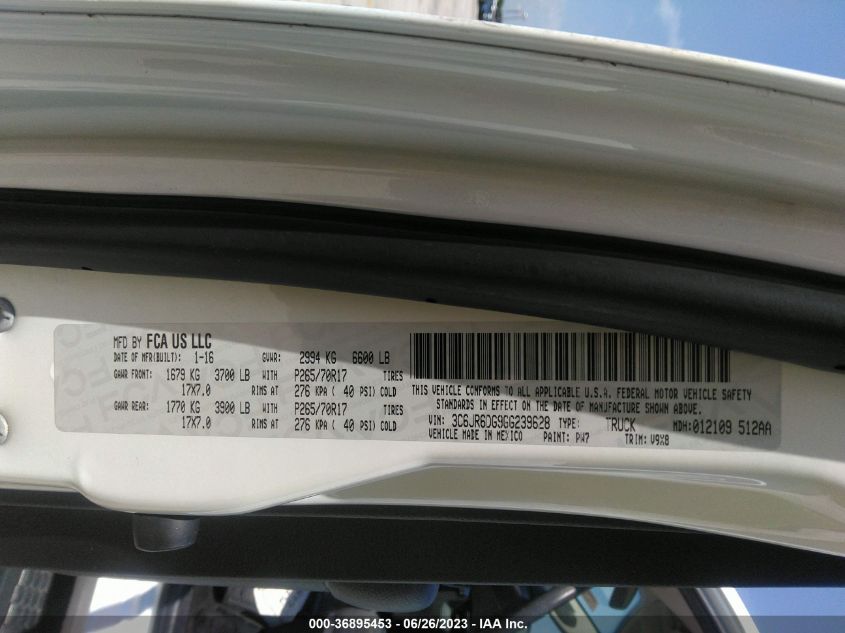 MFD BY FCA US LLC
DATE OF MFR(BUILT): 1-16 GVWR: 2994 KG 6600 LB
GAWR FRONT: 1679 KG 3700 LB WITH P265/70R17 TIRES
17X7.0 RIMS AT 276 KPA ( 40 PSI) COLD
GAWR REAR: 1770 KG 3900 LB WITH P265/70R17 TIRES
17X7.0 RIMS AT 276 KPA ( 40 PSI) COLD
THIS VEHICLE CONFORMS TO ALL APPLICABLE U.S.A. FEDERAL MOTOR VEHICLE SAFETY
STANDARDS IN EFFECT ON THE DATE OF MANUFACTURE SHOWN ABOVE.
VIN: 3C6JR6DG9GG239628 TYPE: TRUCK MDH:012109 512AA
VEHICLE MADE IN MEXICO PAINT: PW7 TRIM: V9X8
000-36895453 - 06/26/2023 - IAA Inc.